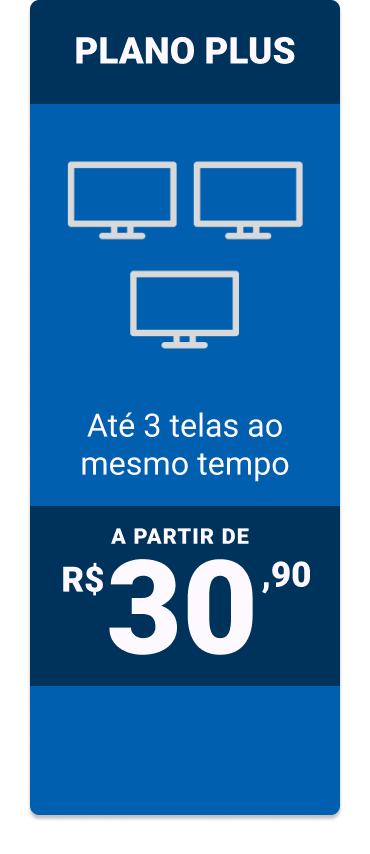 PLANO PLUS
Até 3 telas ao
mesmo tempo
A PARTIR DE
R$30,90